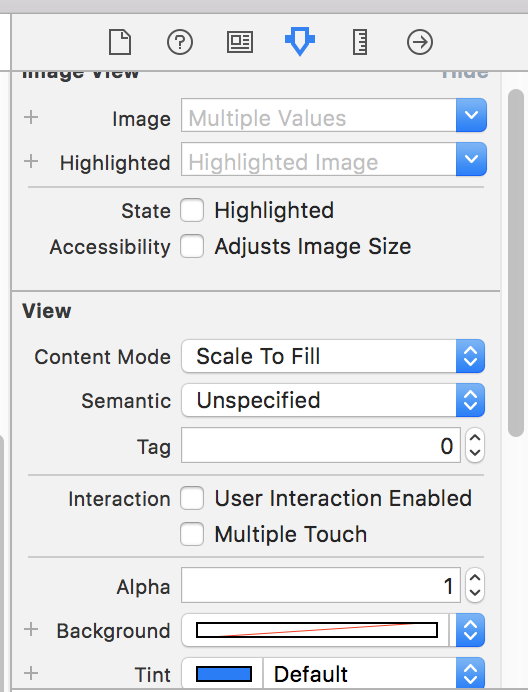 Image View Hide
Image Multiple Values
Highlighted Highlighted Image
State Highlighted
Accessibility Adjusts Image Size
View
Content Mode Scale To Fill
Semantic Unspecified
Tag 0
Interaction User Interaction Enabled
Multiple Touch
Alpha 1
Background
Tint Default